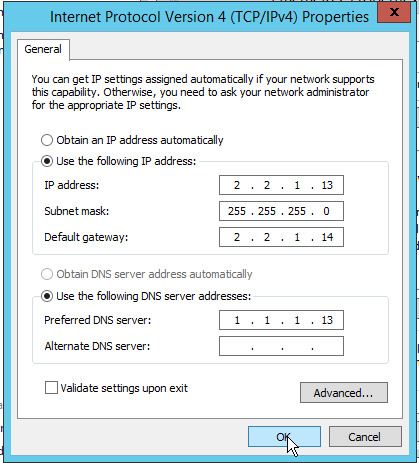 Internet Protocol Version 4 (TCP/IPv4) Properties
x
General
You can get IP settings assigned automatically if your network supports
this capability. Otherwise, you need to ask your network administrator
for the appropriate IP settings.
Obtain an IP address automatically
Use the following IP address:
IP address: 2 . 2 . 1 . 13
Subnet mask: 255 . 255 . 255 . 0
Default gateway: 2 . 2 . 1 . 14
Obtain DNS server address automatically
Use the following DNS server addresses:
Preferred DNS server: 1 . 1 . 1 . 13
Alternate DNS server: . . .
Validate settings upon exit
Advanced...
OK Cancel